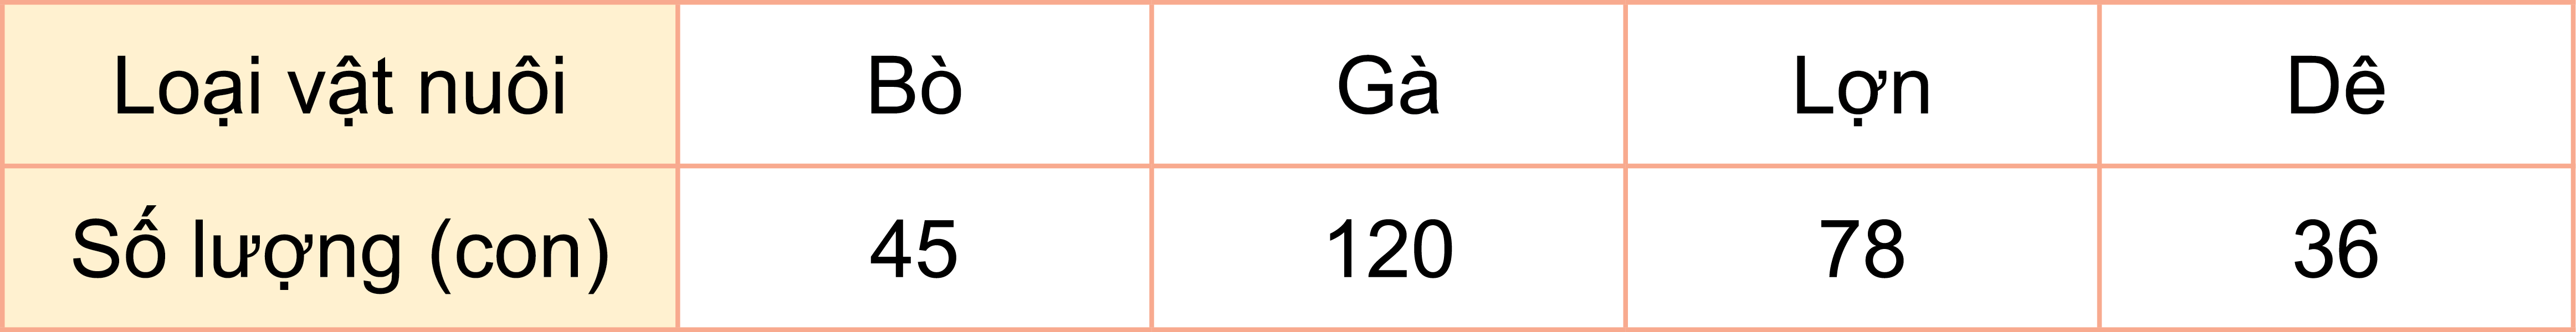 Loại vật nuôi Bò Gà Lợn Dê
Số lượng (con) 45 120 78 36